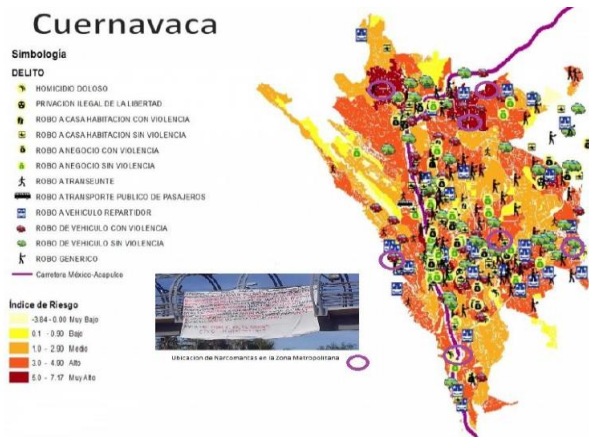 Cuernavaca
Simbología
DELITO
HOMICIDIO DOLOSO
PRIVACION ILEGAL DE LA LIBERTAD
ROBO A CASA HABITACION CON VIOLENCIA
ROBO A CASA HABITACION SIN VIOLENCIA
ROBO A NEGOCIO CON VIOLENCIA
ROBO A NEGOCIO SIN VIOLENCIA
ROBO A TRANSEUNTE
ROBO A TRANSPORTE PUBLICO DE PASAJEROS
ROBO A VEHICULO REPARTIDOR
ROBO DE VEHICULO CON VIOLENCIA
ROBO DE VEHICULO SIN VIOLENCIA
ROBO GENERICO
Carretera México-Acapulco
Índice de Riesgo
-3.84 - 0.00 Muy Bajo
0.1 - 0.90 Bajo
1.0 - 2.90 Medio
3.0 - 4.90 Alto
5.0 - 7.17 Muy Alto
Ubicación de Narcomantas en la zona Metropolitana